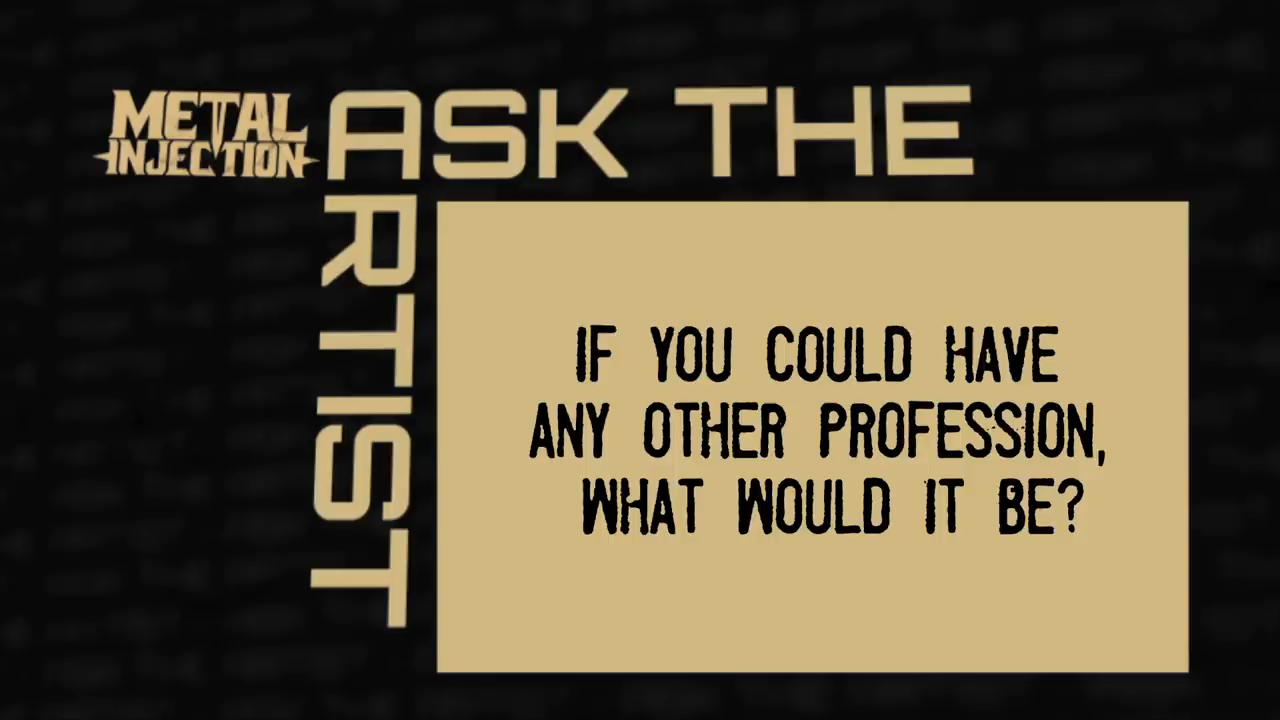 METAL
INJECTION
ASK THE
ARTIST
IF YOU COULD HAVE
ANY OTHER PROFESSION,
WHAT WOULD IT BE?